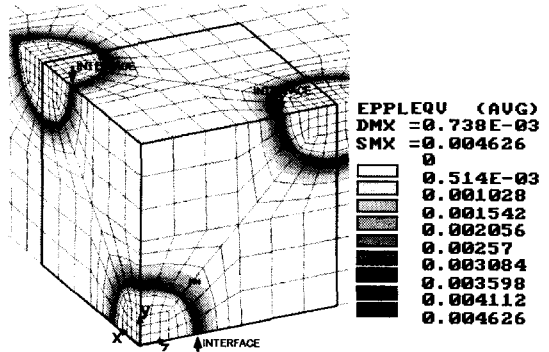 INTERFACE
INTERFACE
EPPLEQV (AVG)
DMX =0.738E-03
SMX =0.004626
0
0.514E-03
0.001028
0.001542
0.002056
0.00257
0.003084
0.003598
0.004112
0.004626
Y
X
Z
INTERFACE